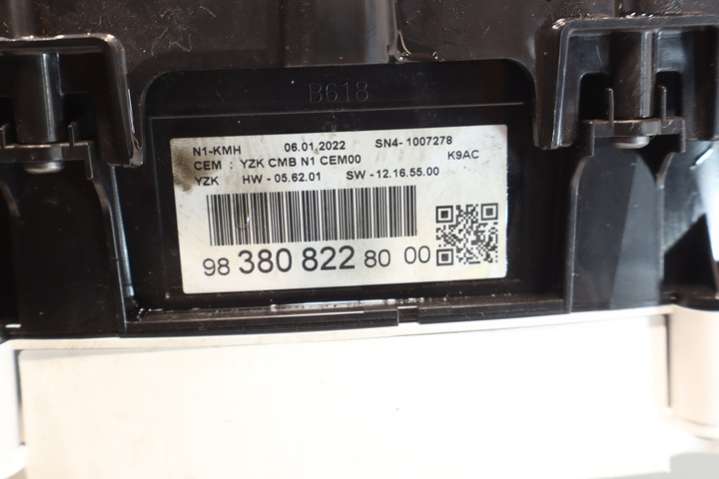 B618
N1-KMH 06.01.2022 SN4- 1007278
CEM : YZK CMB N1 CEM00 K9AC
YZK HW - 05.62.01 SW - 12.16.55.00
98 380 822 80 00